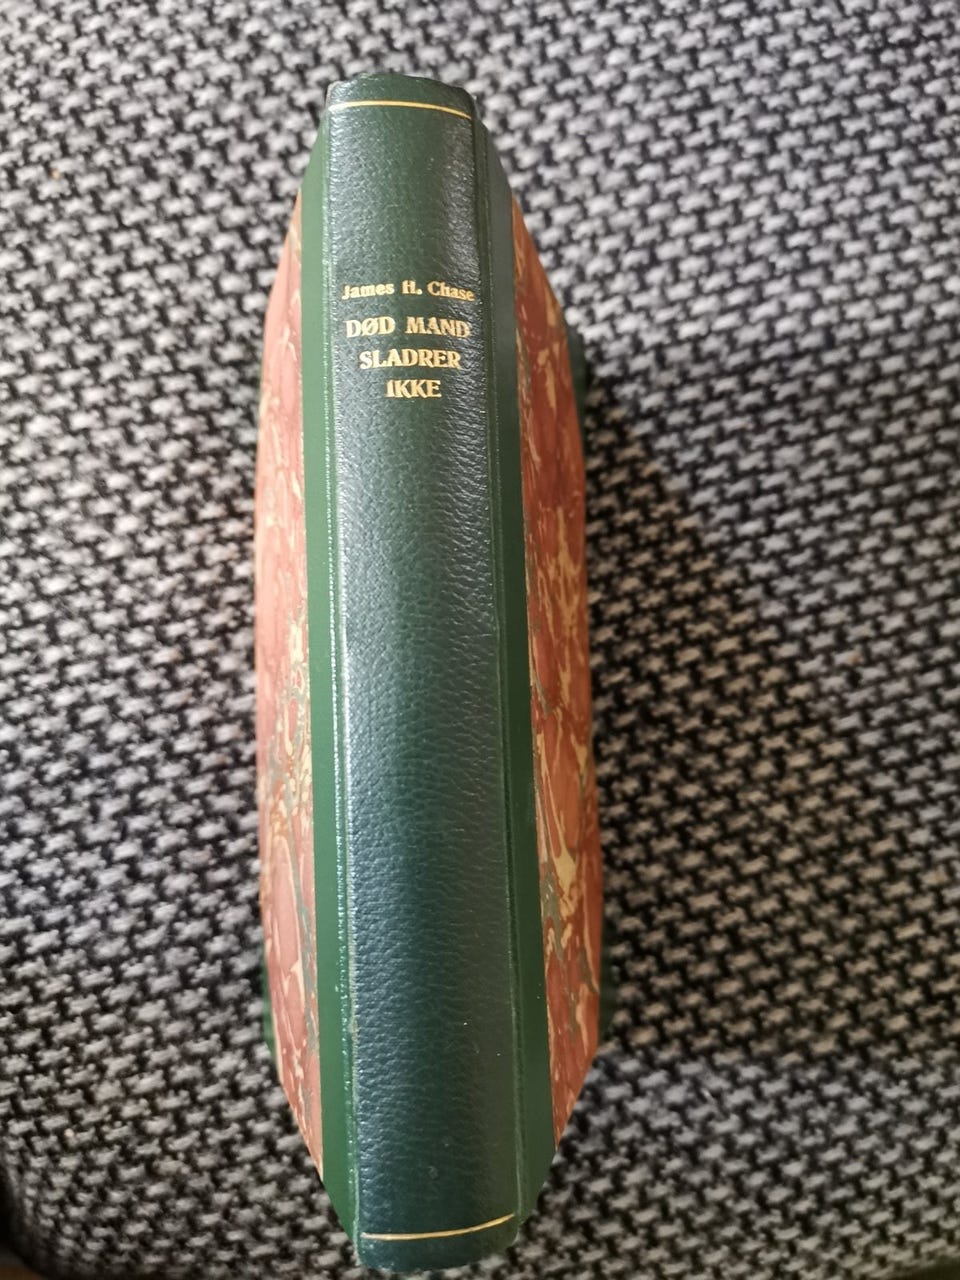 James H. Chase
DØD MAND
SLADRER
IKKE